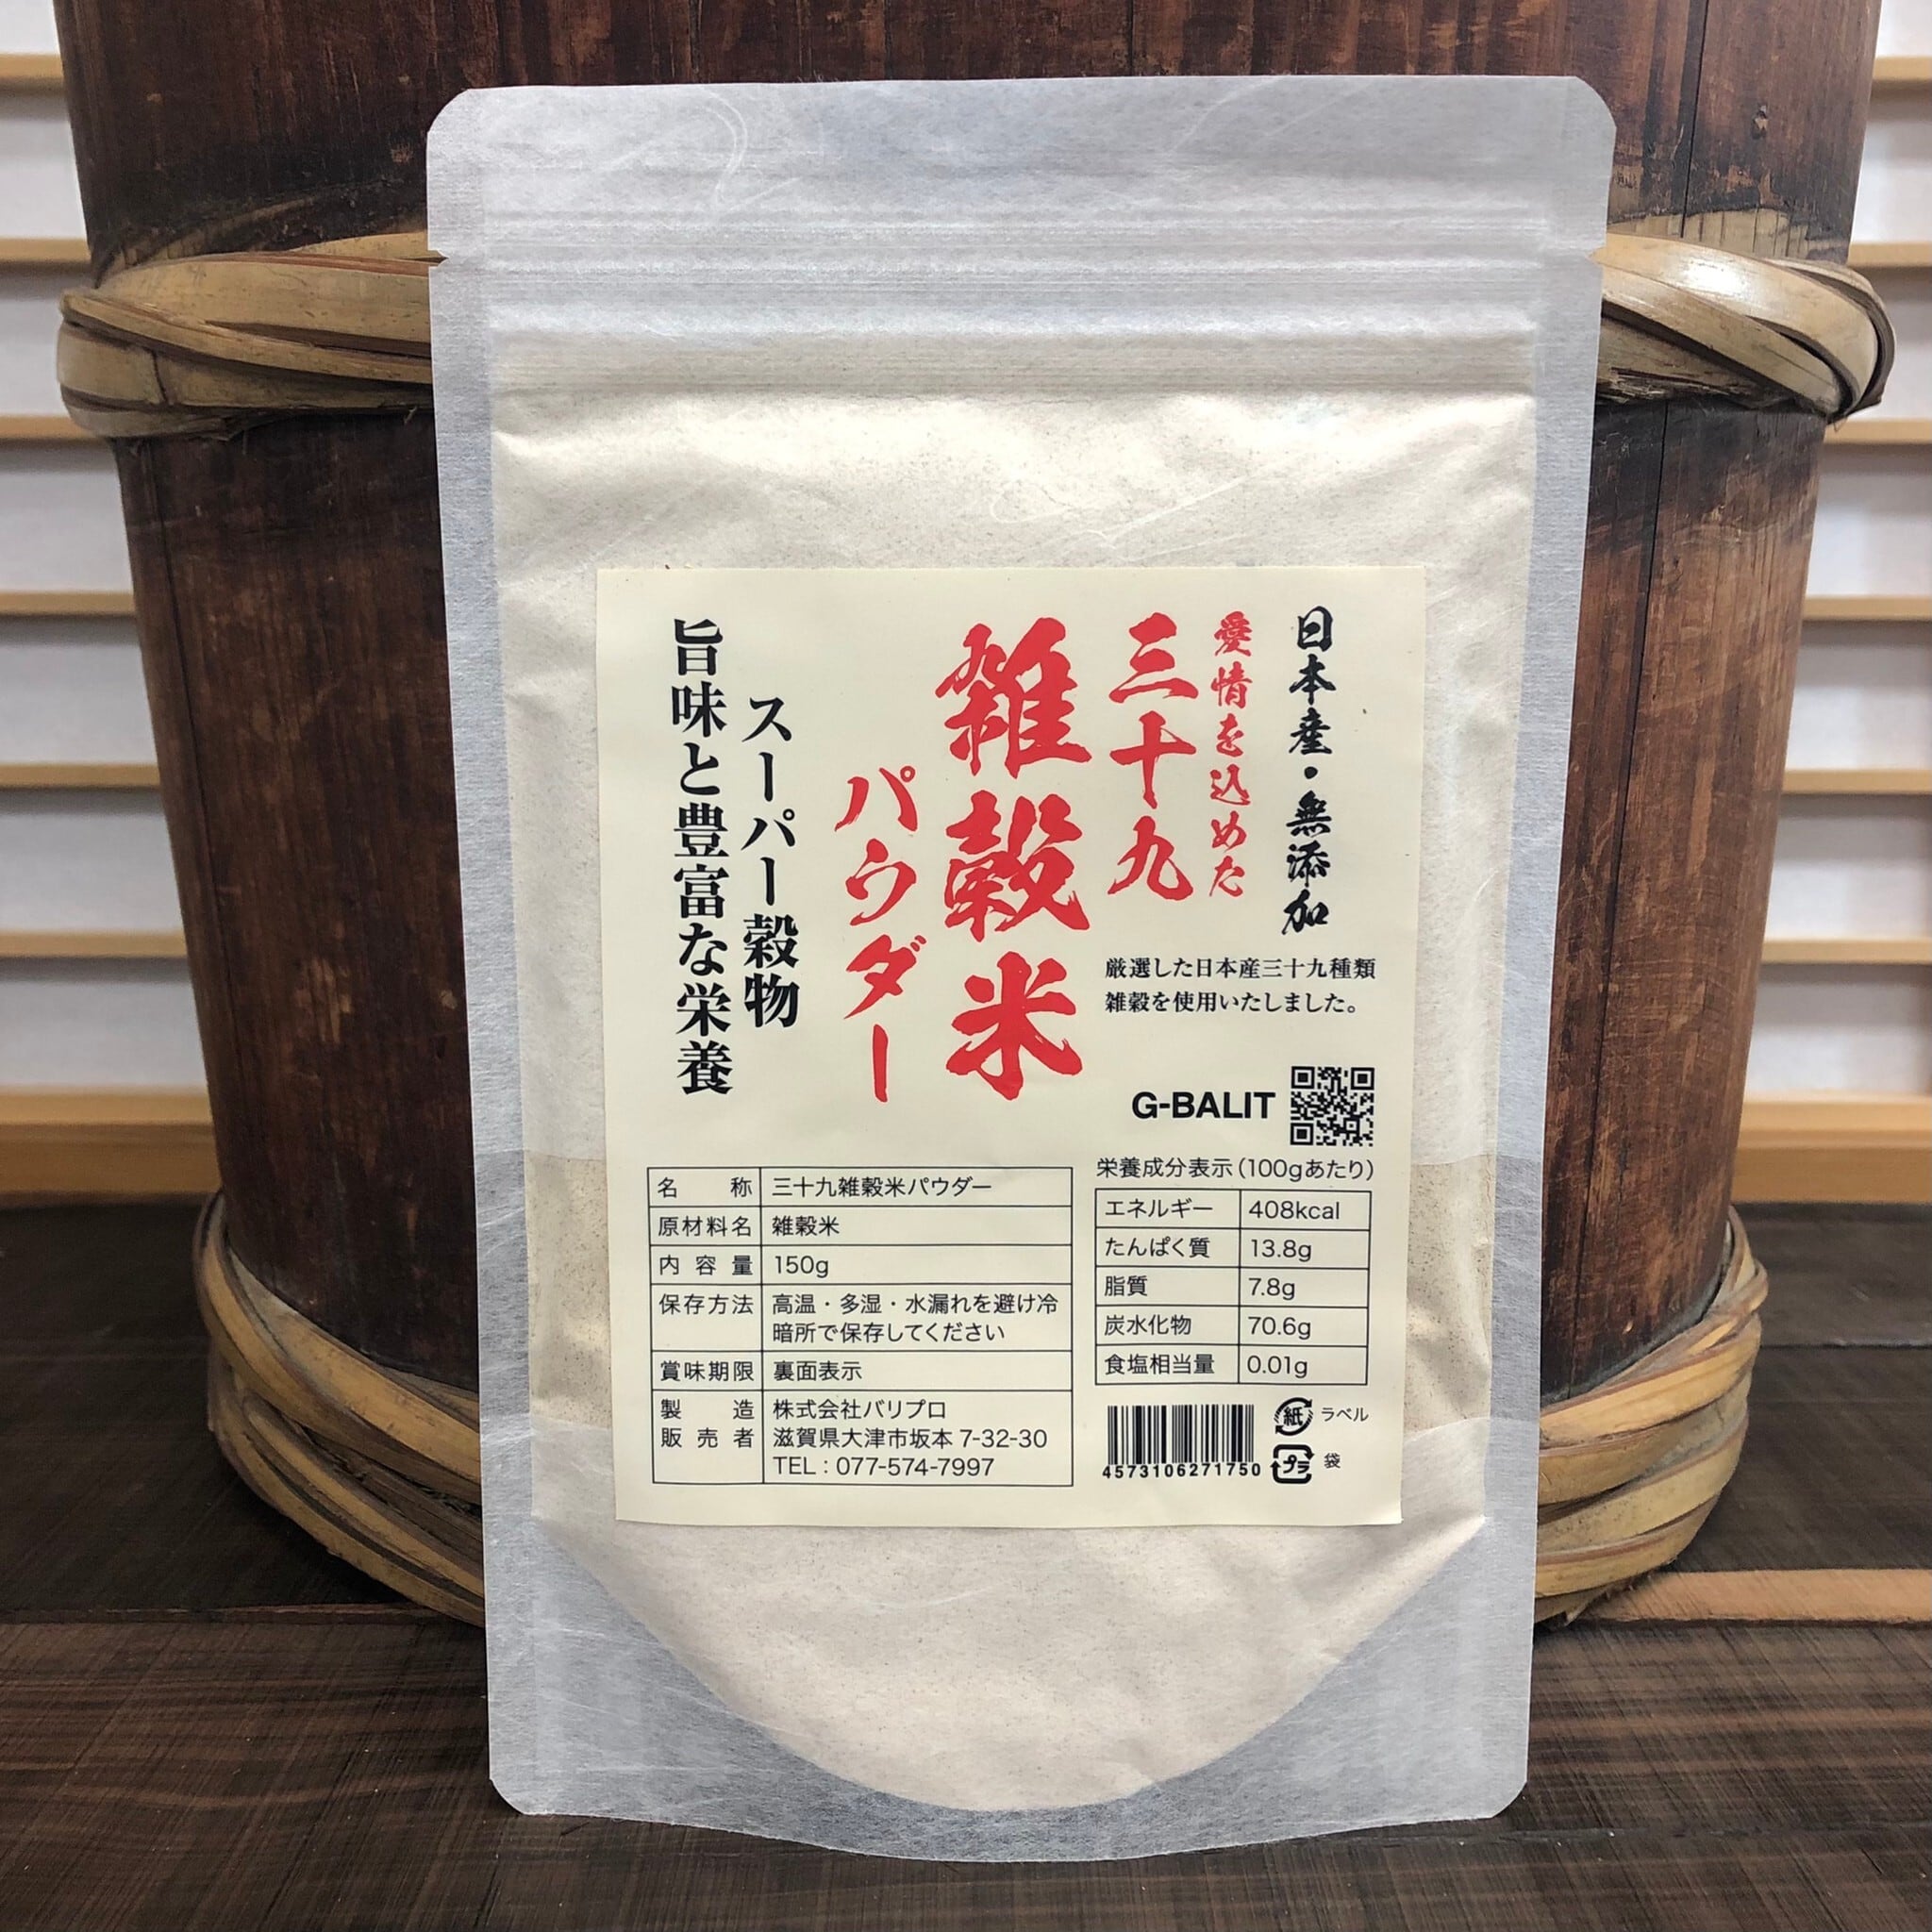 日本産・無添加
愛情を込めた
三十九
雑穀米
パウダー
スーパー穀物
旨味と豊富な栄養
厳選した日本産三十九種類
雑穀を使用いたしました。
G-BALIT
名称 三十九雑穀米パウダー
原材料名 雑穀米
内容量 150g
保存方法 高温・多湿・水漏れを避け冷
暗所で保存してください
賞味期限 裏面表示
製造 株式会社バリプロ
販売者 滋賀県大津市坂本 7-32-30
TEL：077-574-7997
栄養成分表示（100gあたり）
エネルギー 408kcal
たんぱく質 13.8g
脂質 7.8g
炭水化物 70.6g
食塩相当量 0.01g
4573106271750
紙 ラベル
プラ 袋